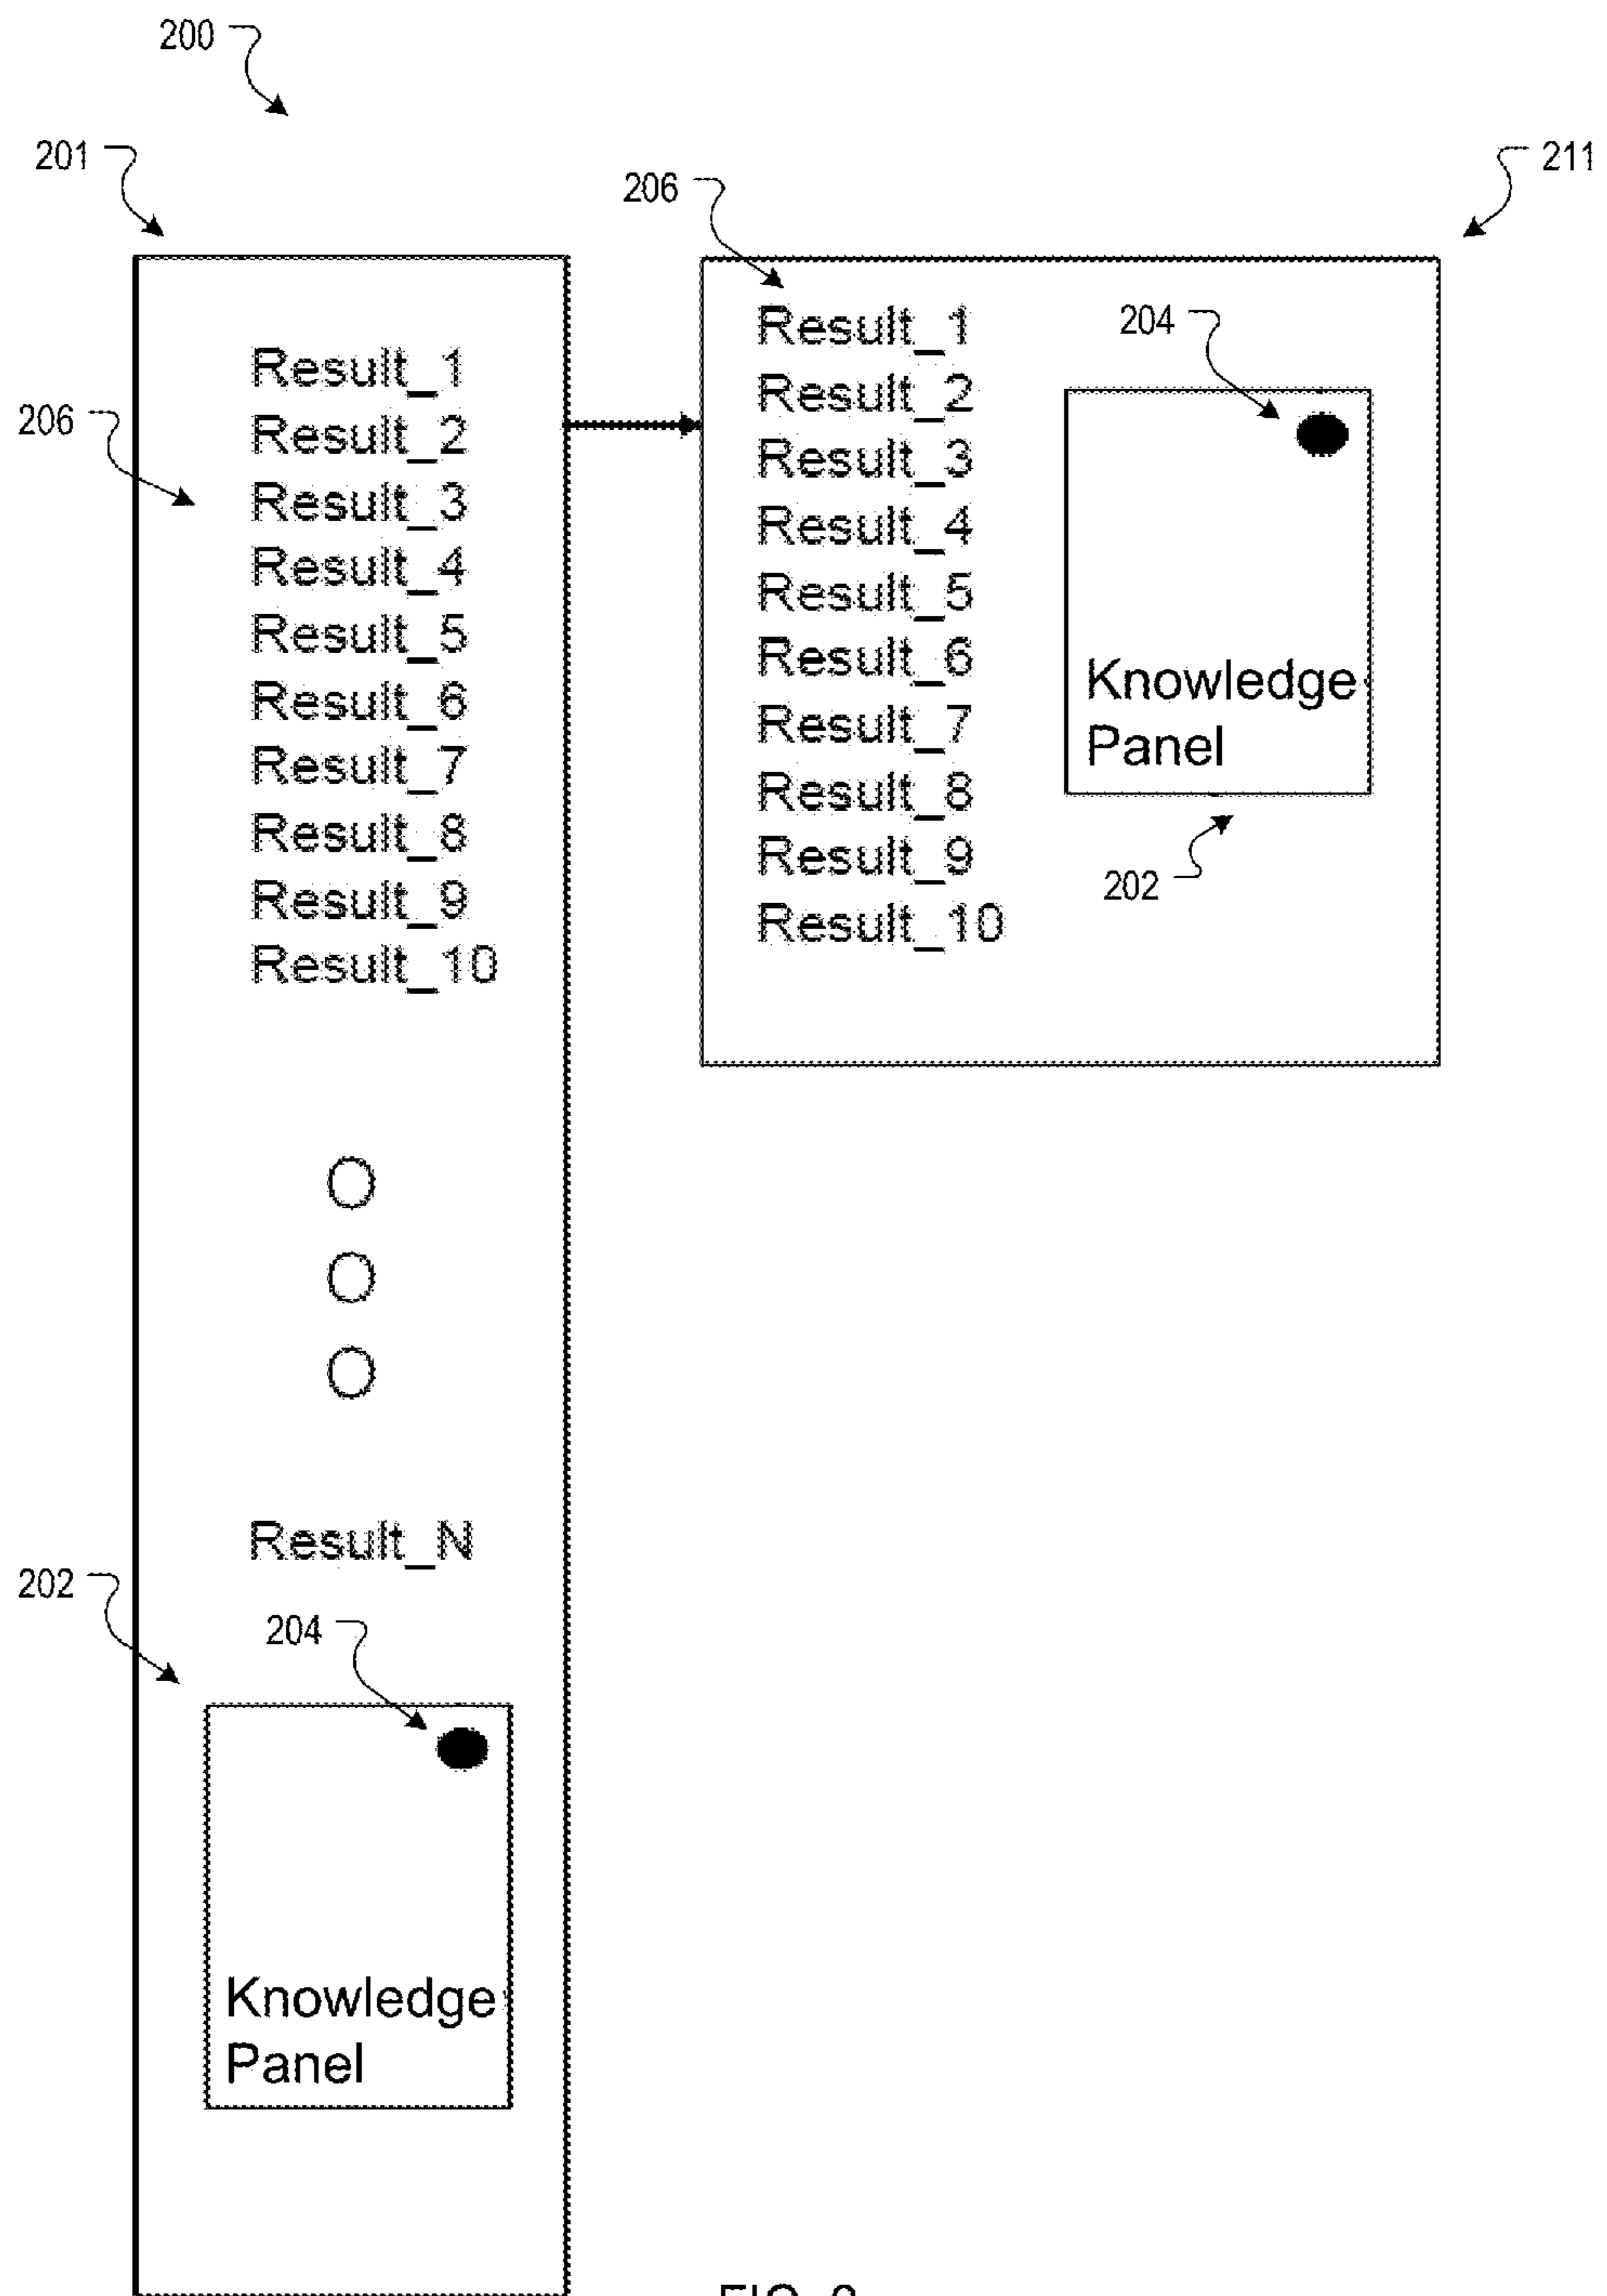 200
201
206
Result_1
Result_2
Result_3
Result_4
Result_5
Result_6
Result_7
Result_8
Result_9
Result_10
Result_N
202
204
Knowledge
Panel
211
206
Result_1
Result_2
Result_3
Result_4
Result_5
Result_6
Result_7
Result_8
Result_9
Result_10
204
Knowledge
Panel
202